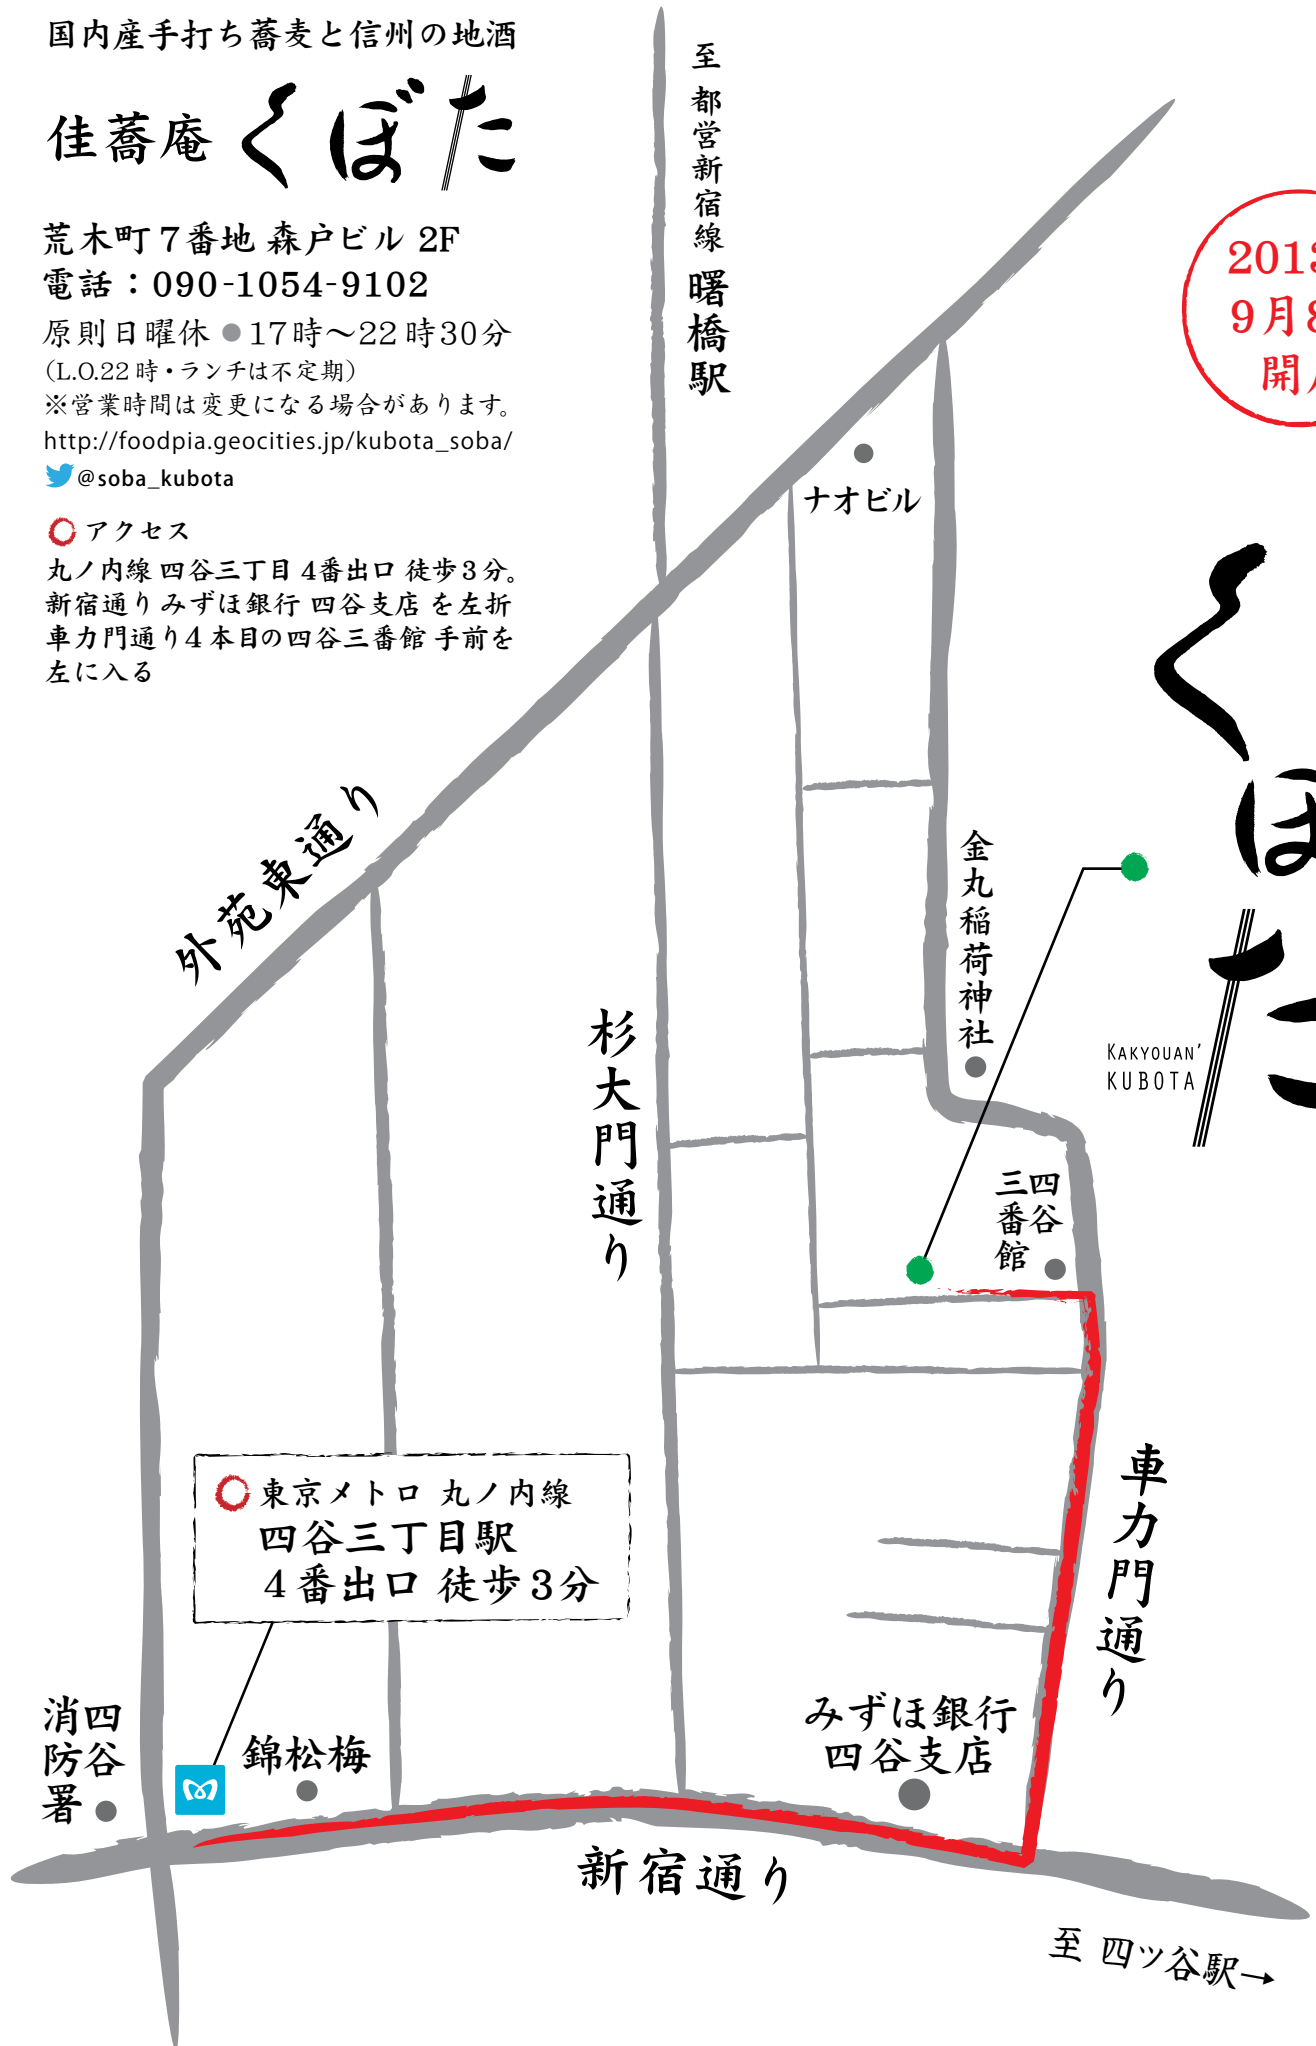 国内産手打ち蕎麦と信州の地酒
佳蕎庵 くぼた
荒木町7番地 森戸ビル 2F
電話：090-1054-9102
原則日曜休 ●17時〜22時30分
（L.O.22時・ランチは不定期）
※営業時間は変更になる場合があります。
http://foodpia.geocities.jp/kubota_soba/
@soba_kubota
アクセス
丸ノ内線 四谷三丁目 4番出口 徒歩3分。
新宿通りみずほ銀行 四谷支店 を左折
車力門通り4本目の四谷三番館 手前を
左に入る
至 都営新宿線 曙橋駅
2013
9月8
開
ナオビル
くぼた
KAKYOUAN'
KUBOTA
外苑東通り
金丸稲荷神社
杉大門通り
四谷
三番館
車力門通り
東京メトロ 丸ノ内線
四谷三丁目駅
4番出口 徒歩3分
四谷
消防署
錦松梅
みずほ銀行
四谷支店
新宿通り
至 四ツ谷駅→